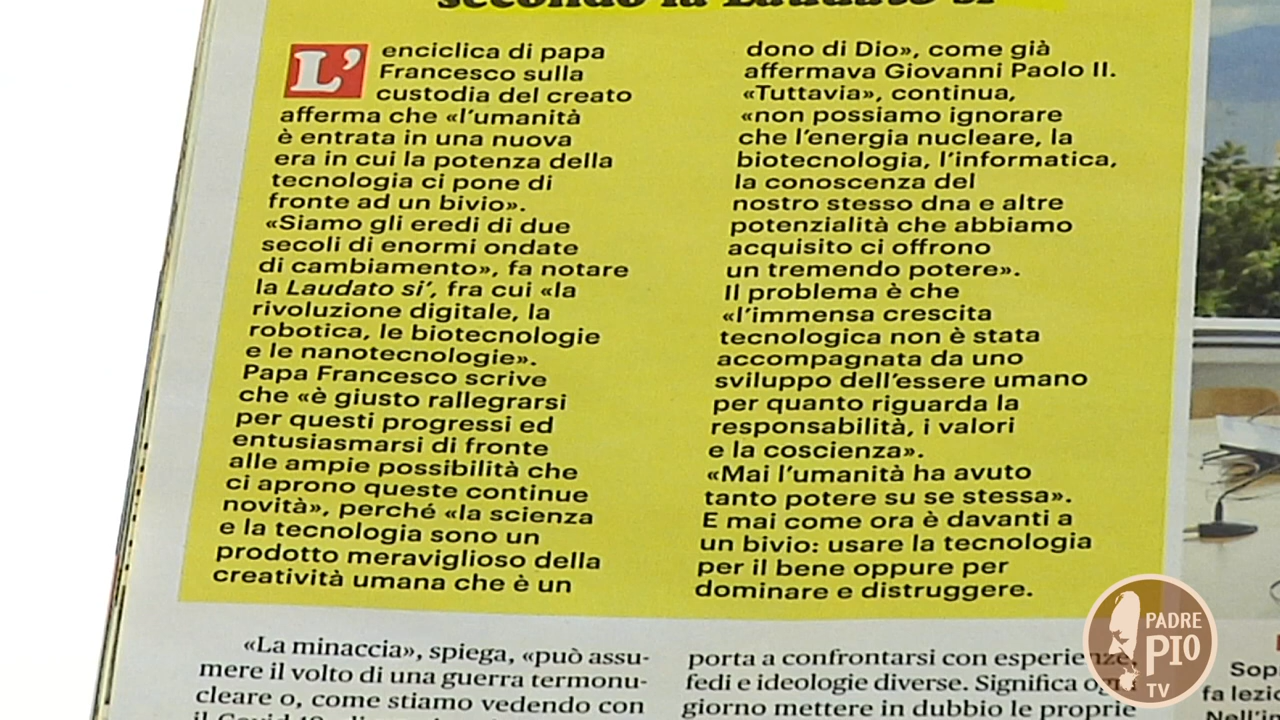 secondo la Laudato si'
L'enciclica di papa
Francesco sulla
custodia del creato
afferma che «l'umanità
è entrata in una nuova
era in cui la potenza della
tecnologia ci pone di
fronte ad un bivio».
«Siamo gli eredi di due
secoli di enormi ondate
di cambiamento», fa notare
la Laudato si', fra cui «la
rivoluzione digitale, la
robotica, le biotecnologie
e le nanotecnologie».
Papa Francesco scrive
che «è giusto rallegrarsi
per questi progressi ed
entusiasmarsi di fronte
alle ampie possibilità che
ci aprono queste continue
novità», perché «la scienza
e la tecnologia sono un
prodotto meraviglioso della
creatività umana che è un
dono di Dio», come già
affermava Giovanni Paolo II.
«Tuttavia», continua,
«non possiamo ignorare
che l'energia nucleare, la
biotecnologia, l'informatica,
la conoscenza del
nostro stesso dna e altre
potenzialità che abbiamo
acquisito ci offrono
un tremendo potere».
Il problema è che
«l'immensa crescita
tecnologica non è stata
accompagnata da uno
sviluppo dell'essere umano
per quanto riguarda la
responsabilità, i valori
e la coscienza».
«Mai l'umanità ha avuto
tanto potere su se stessa».
E mai come ora è davanti a
un bivio: usare la tecnologia
per il bene oppure per
dominare e distruggere.
«La minaccia», spiega, «può assu-
mere il volto di una guerra termonu-
cleare o, come stiamo vedendo con
il Covid-19
porta a confrontarsi con esperienze,
fedi e ideologie diverse. Significa ogni
giorno mettere in dubbio le proprie
Sop
fa lezio
Nell'in
PADRE
PIO
TV